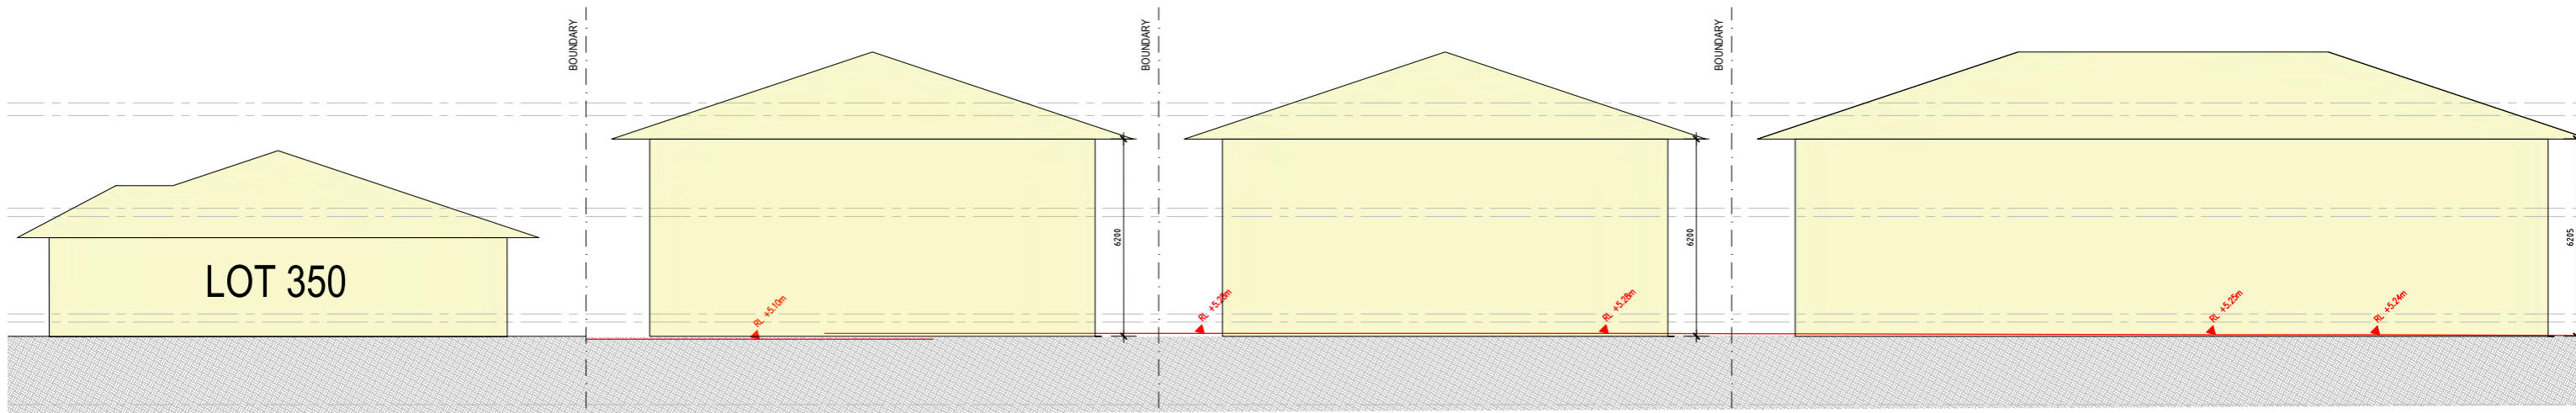 BOUNDARY
BOUNDARY
BOUNDARY
LOT 350
6200
6200
6205
RL +5.10m
RL +5.28m
RL +5.25m
RL +5.24m